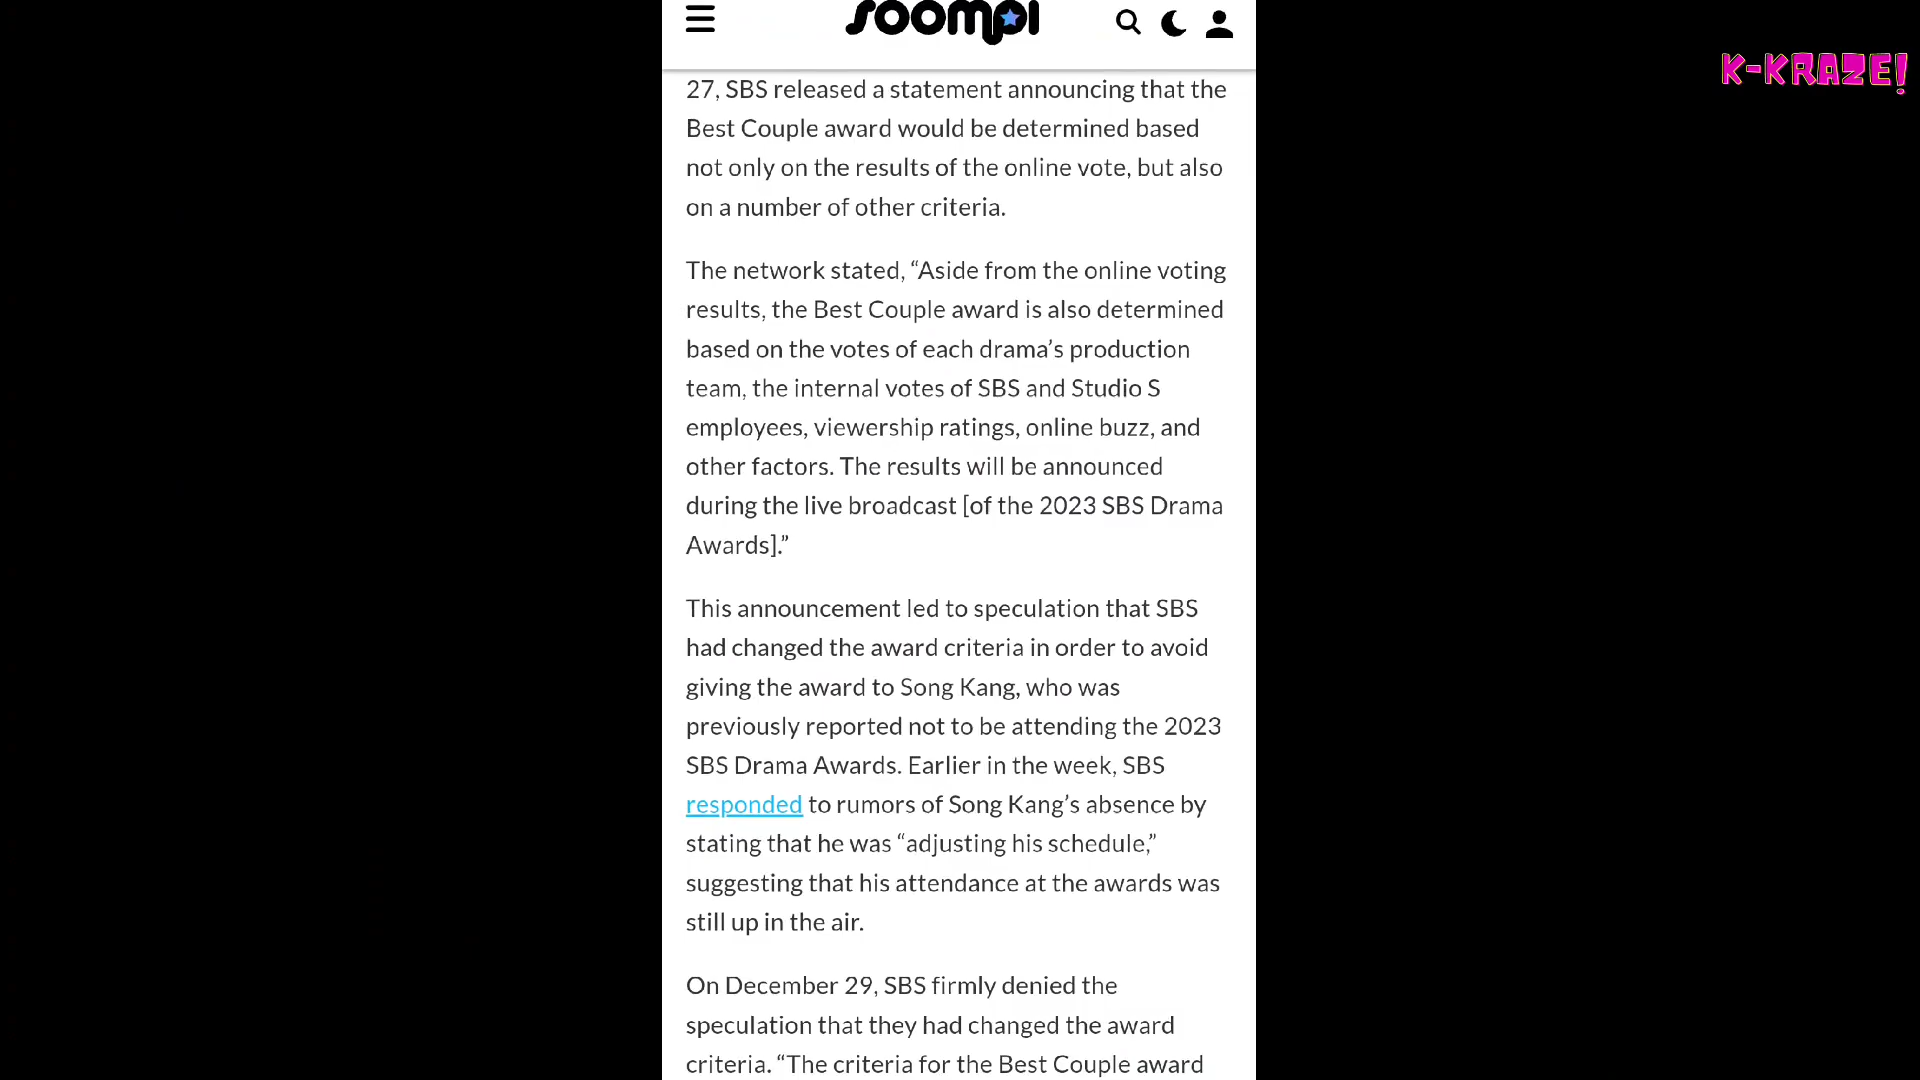 soompi
K-KRAZE!
27, SBS released a statement announcing that the
Best Couple award would be determined based
not only on the results of the online vote, but also
on a number of other criteria.
The network stated, “Aside from the online voting
results, the Best Couple award is also determined
based on the votes of each drama’s production
team, the internal votes of SBS and Studio S
employees, viewership ratings, online buzz, and
other factors. The results will be announced
during the live broadcast [of the 2023 SBS Drama
Awards].”
This announcement led to speculation that SBS
had changed the award criteria in order to avoid
giving the award to Song Kang, who was
previously reported not to be attending the 2023
SBS Drama Awards. Earlier in the week, SBS
responded to rumors of Song Kang’s absence by
stating that he was “adjusting his schedule,”
suggesting that his attendance at the awards was
still up in the air.
On December 29, SBS firmly denied the
speculation that they had changed the award
criteria. “The criteria for the Best Couple award